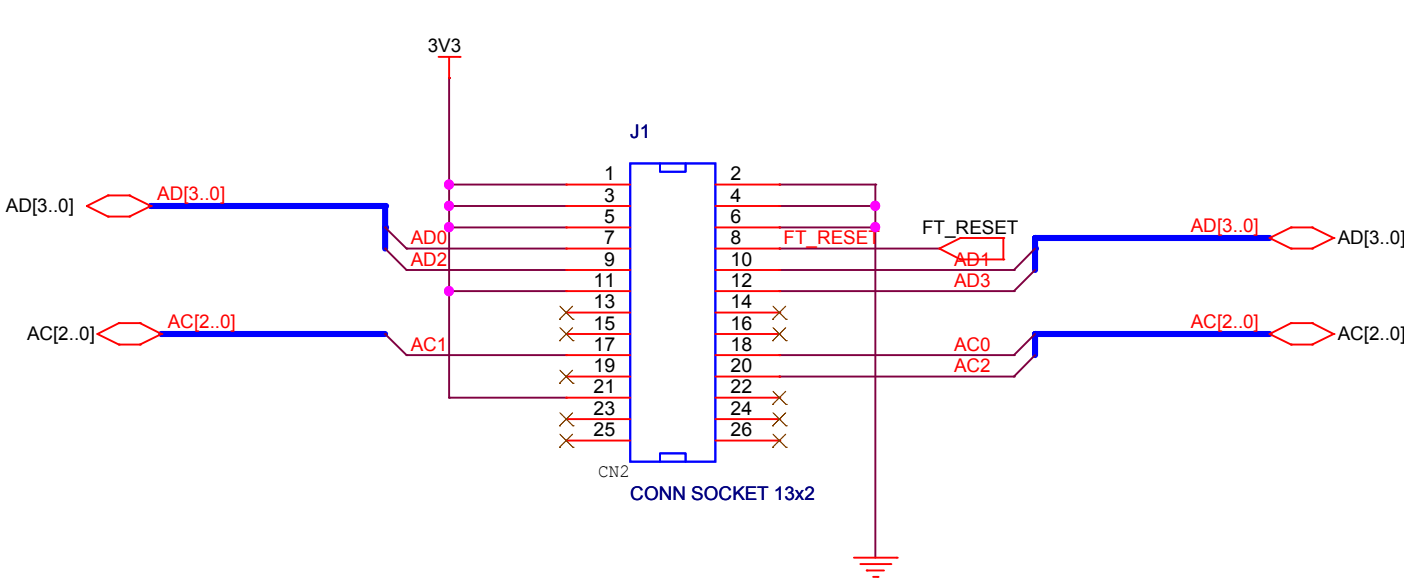 3V3
J1
1 2
AD[3..0] AD[3..0] 3 4
5 6 FT_RESET AD[3..0] AD[3..0]
AD0 7 8 FT_RESET
AD2 9 10 AD1
11 12 AD3
13 14
AC[2..0] AC[2..0] 15 16 AC[2..0] AC[2..0]
AC1 17 18 AC0
19 20 AC2
21 22
23 24
25 26
CN2
CONN SOCKET 13x2